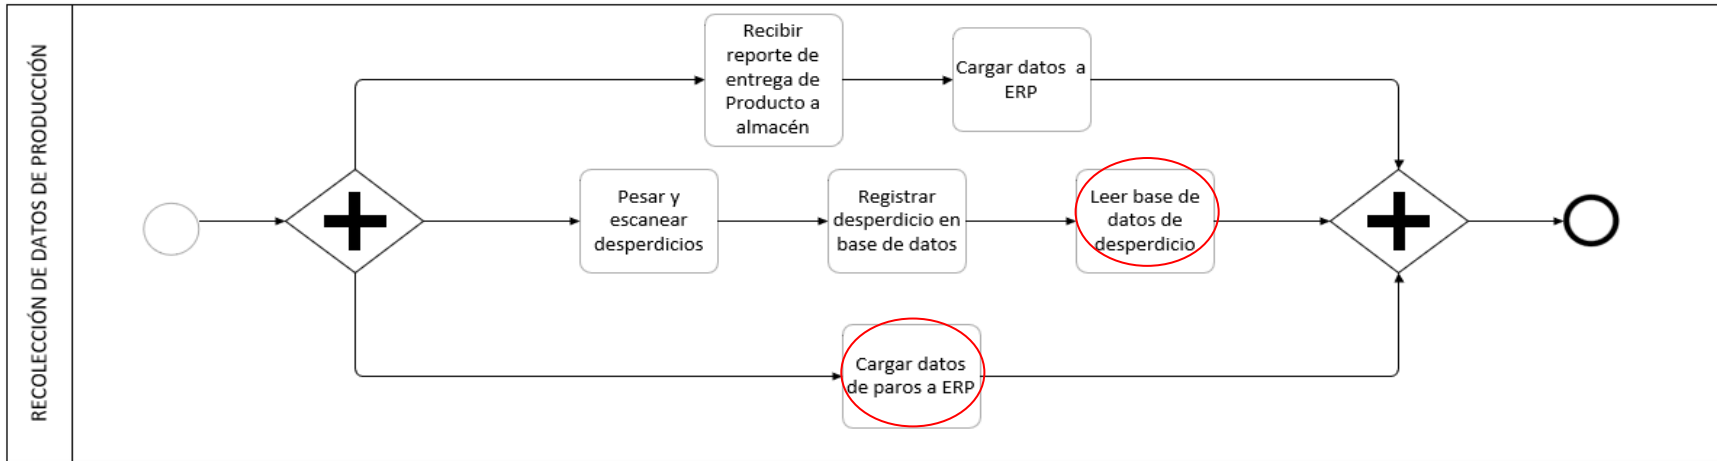 RECOLECCIÓN DE DATOS DE PRODUCCIÓN
Recibir
reporte de
entrega de
Producto a
almacén
Cargar datos a
ERP
Pesar y
escanear
desperdicios
Registrar
desperdicio en
base de datos
Leer base de
datos de
desperdicio
Cargar datos
de paros a ERP